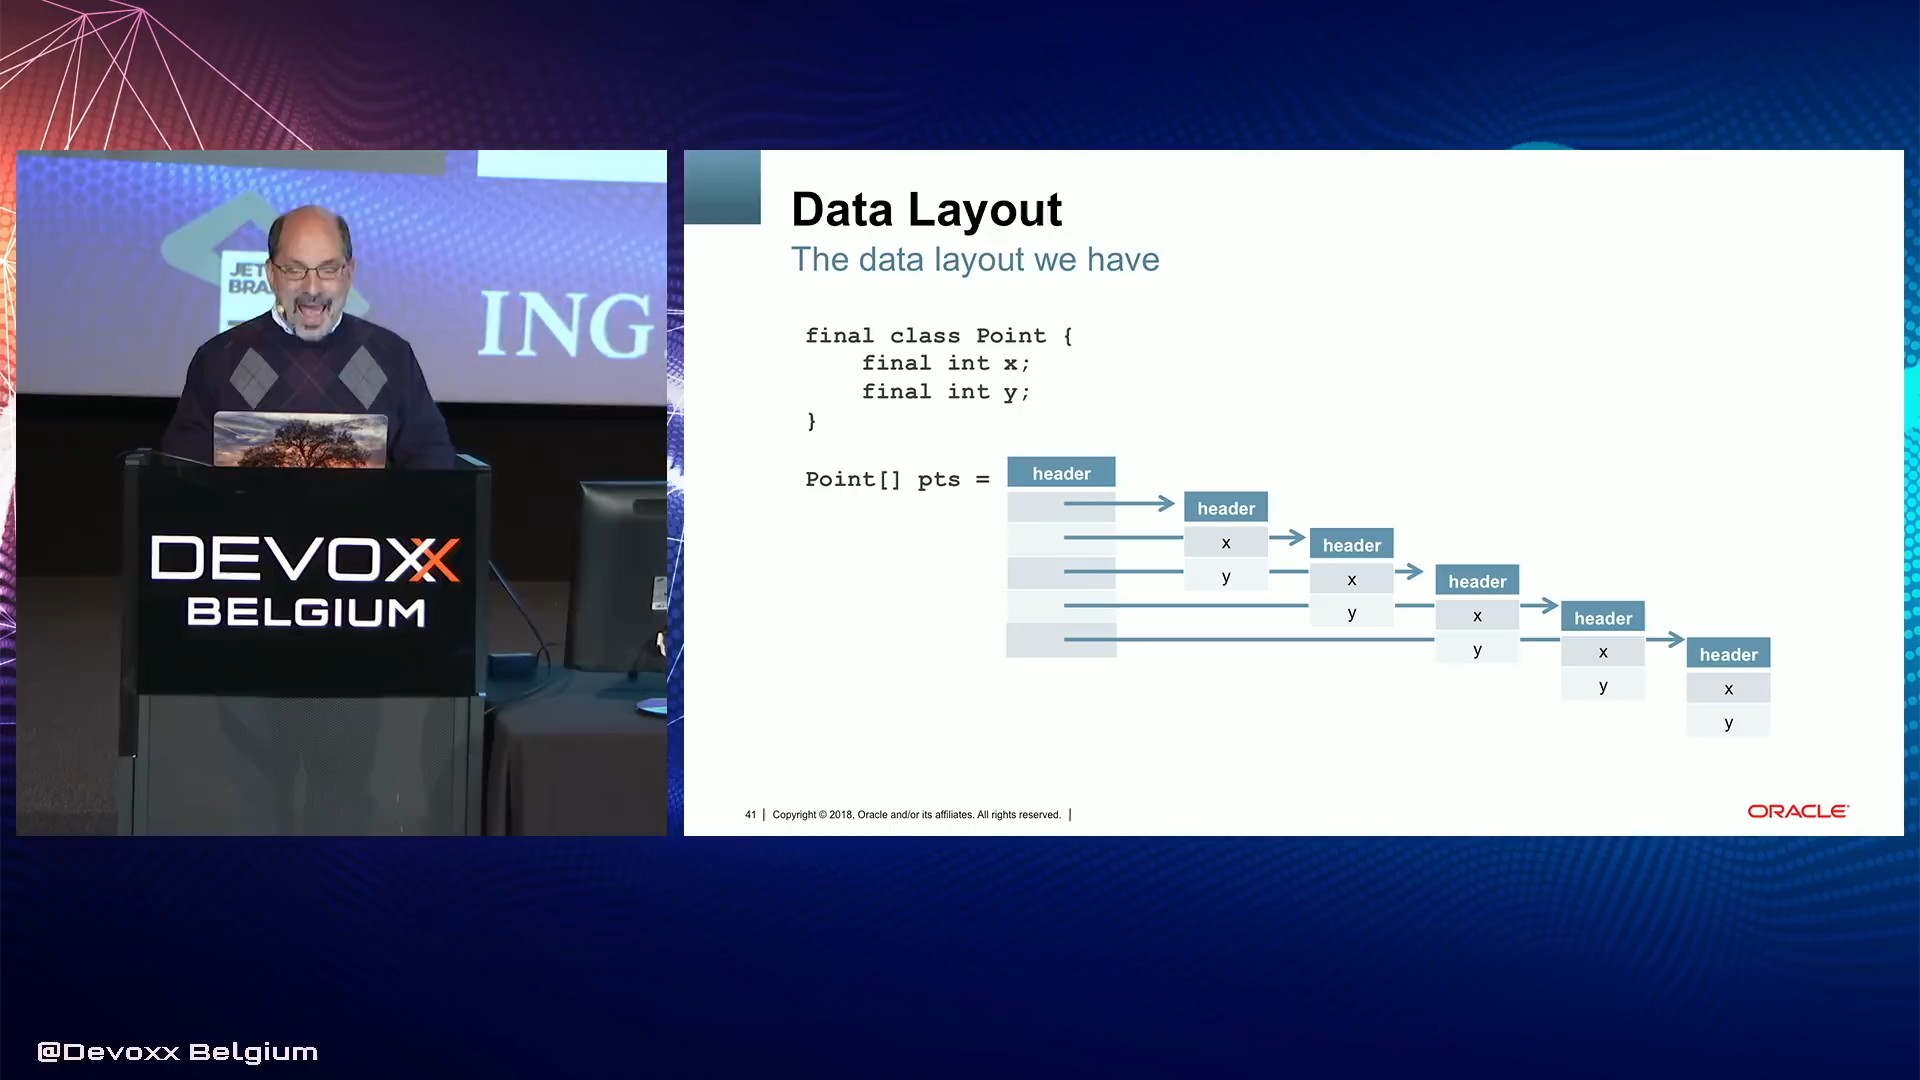 JET
BRA
ING
DEVOXX
BELGIUM
Data Layout
The data layout we have
final class Point {
final int x;
final int y;
}
Point[] pts =
header
header
x
y
header
x
y
header
x
y
header
x
y
header
x
y
41 | Copyright © 2018, Oracle and/or its affiliates. All rights reserved. |
ORACLE
@Devoxx Belgium